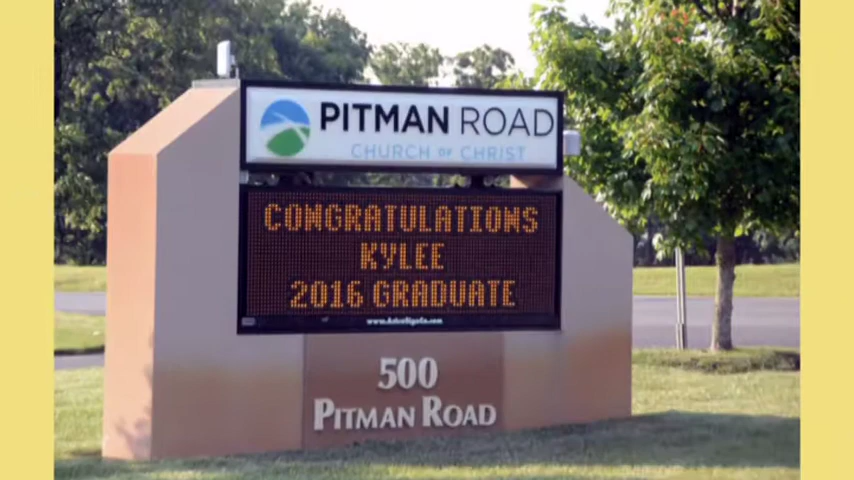 PITMAN ROAD
CHURCH OF CHRIST
CONGRATULATIONS
KYLEE
2016 GRADUATE
500
PITMAN ROAD